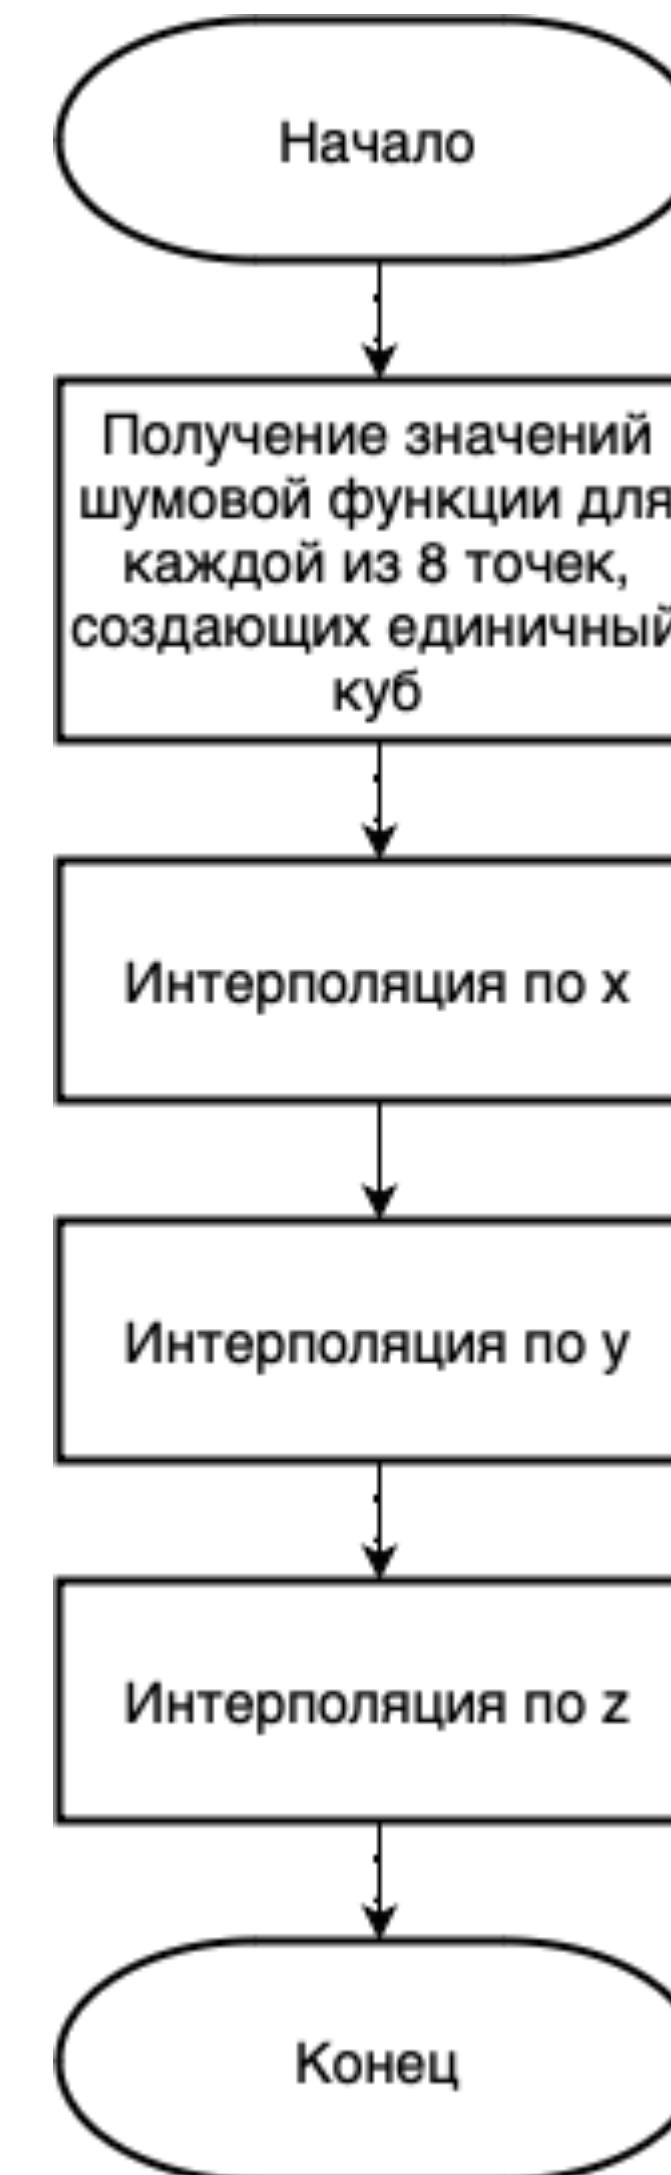 Начало
Получение значений
шумовой функции для
каждой из 8 точек,
создающих единичный
куб
Интерполяция по x
Интерполяция по y
Интерполяция по z
Конец